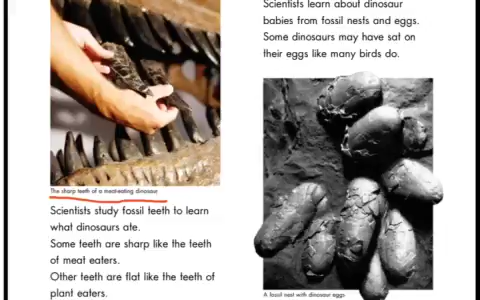 The sharp teeth of a meat-eating dinosaur
Scientists study fossil teeth to learn
what dinosaurs ate.
Some teeth are sharp like the teeth
of meat eaters.
Other teeth are flat like the teeth of
plant eaters.
Scientists learn about dinosaur
babies from fossil nests and eggs.
Some dinosaurs may have sat on
their eggs like many birds do.
A fossil nest with dinosaur eggs